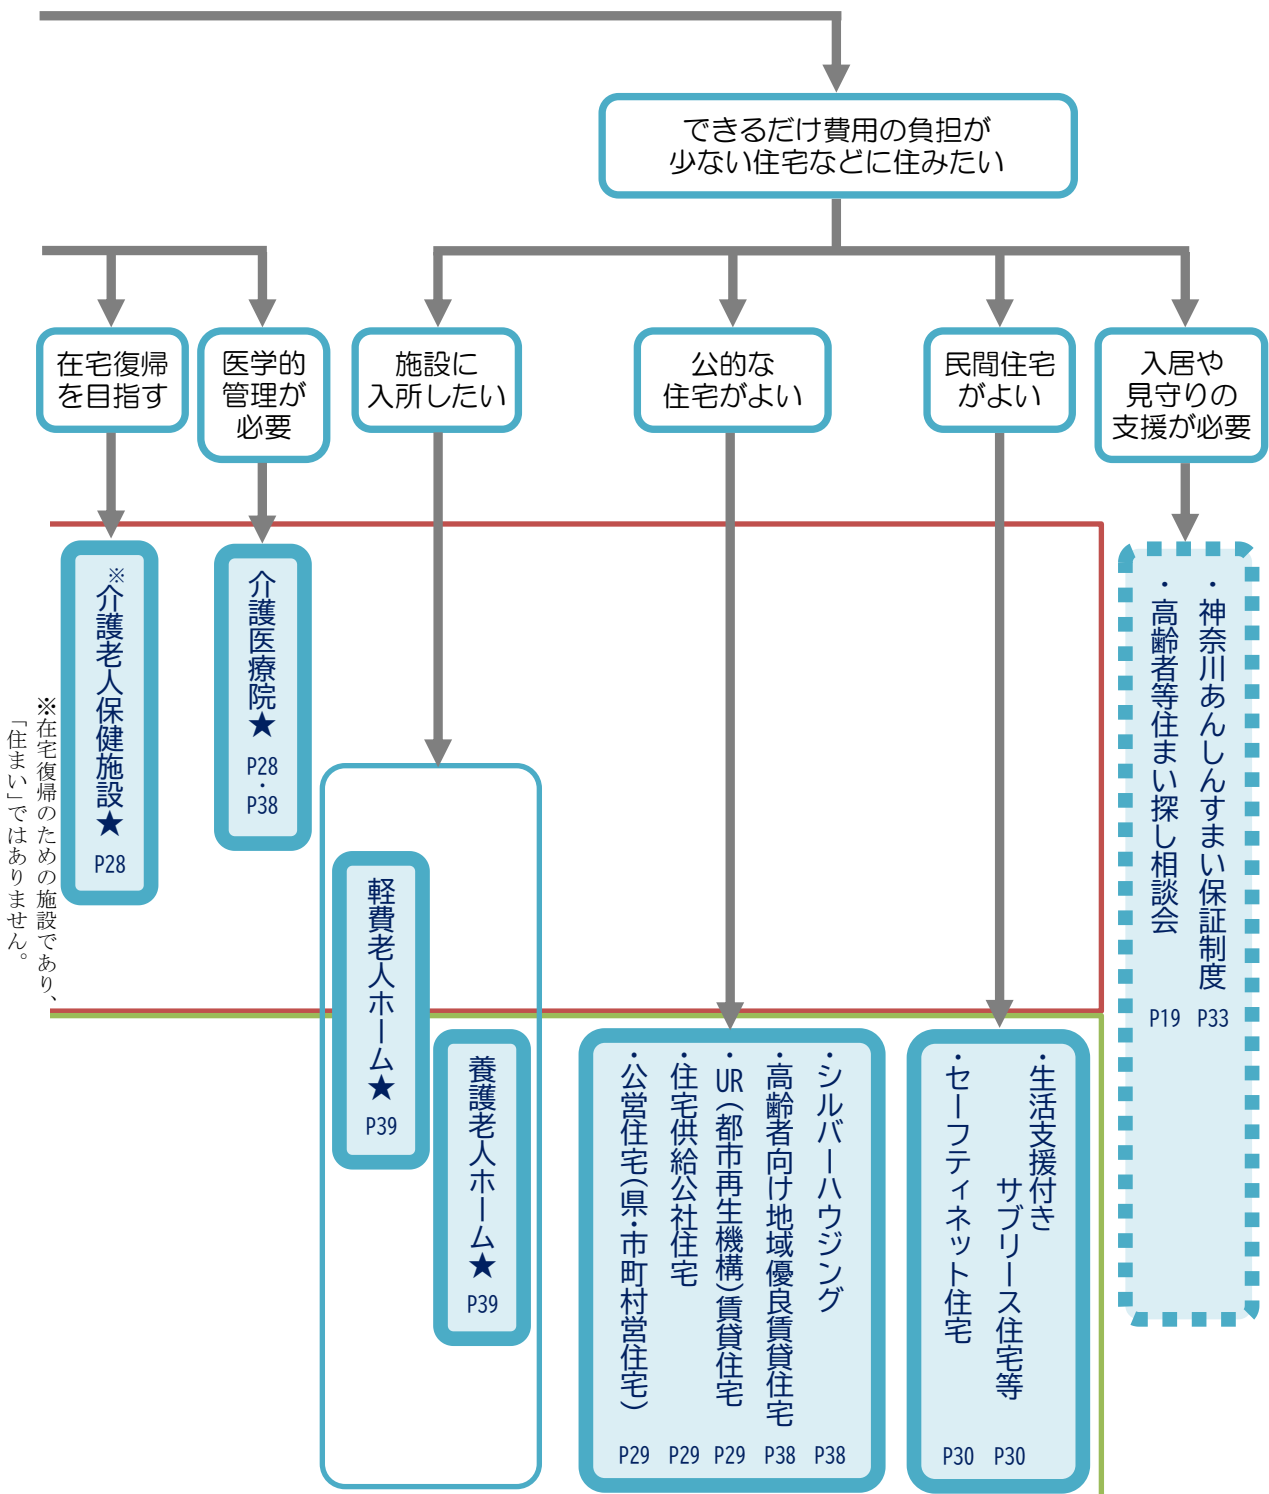 できるだけ費用の負担が
少ない住宅などに住みたい
在宅復帰
を目指す
医学的
管理が
必要
施設に
入所したい
公的な
住宅がよい
民間住宅
がよい
入居や
見守りの
支援が必要
※介護老人保健施設★ P28
※在宅復帰のための施設であり、
「住まい」ではありません。
介護医療院★ P28・P38
軽費老人ホーム★ P39
養護老人ホーム★ P39
・シルバーハウジング P38
・高齢者向け地域優良賃貸住宅 P38
・UR(都市再生機構)賃貸住宅 P29
・住宅供給公社住宅 P29
・公営住宅(県・市町村営住宅) P29
・生活支援付き
サブリース住宅等 P30
・セーフティネット住宅 P30
・神奈川あんしんすまい保証制度 P33
・高齢者等住まい探し相談会 P19